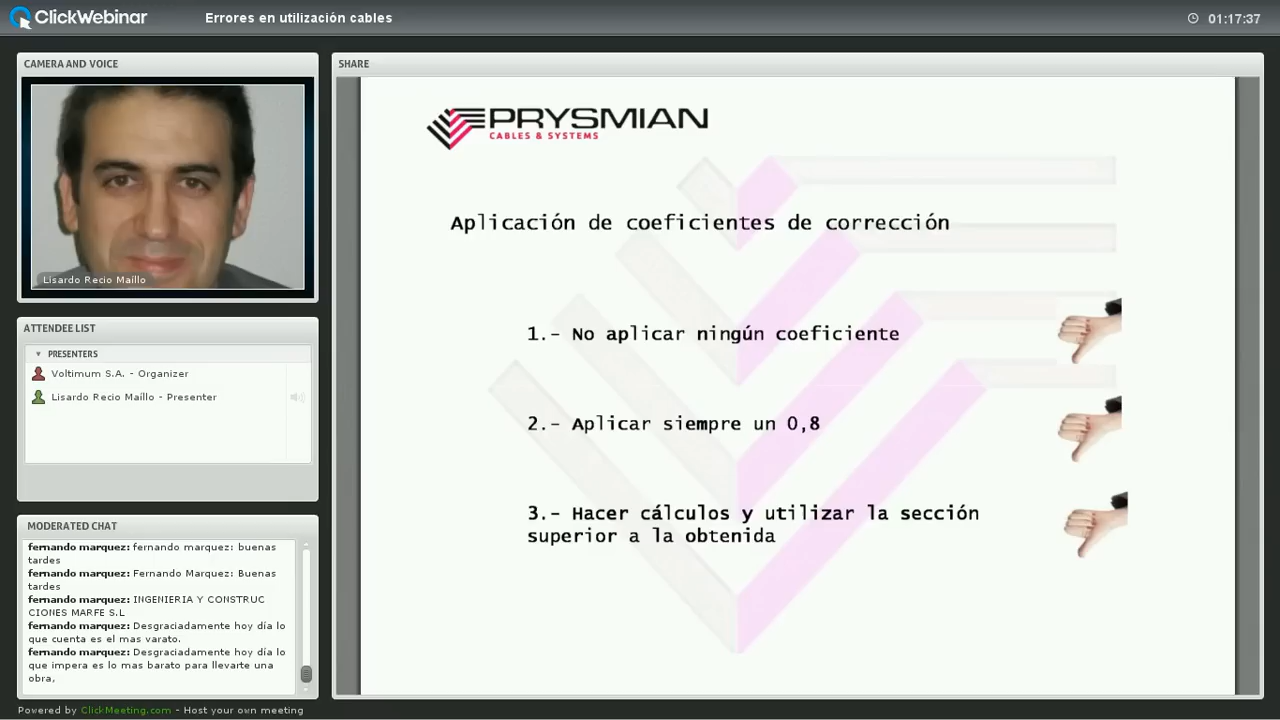 ClickWebinar
Errores en utilización cables
01:17:37
CAMERA AND VOICE
Lisardo Recio Maíllo
ATTENDEE LIST
PRESENTERS
Voltimum S.A. - Organizer
Lisardo Recio Maíllo - Presenter
MODERATED CHAT
fernando marquez: fernando marquez: buenas
tardes
fernando marquez: Fernando Marquez: Buenas
tardes
fernando marquez: INGENIERIA Y CONSTRUC
CIONES MARFE S.L
fernando marquez: Desgraciadamente hoy día lo
que cuenta es el mas varato.
fernando marquez: Desgraciadamente hoy día lo
que impera es lo mas barato para llevarte una
obra,
SHARE
PRYSMIAN
CABLES & SYSTEMS
Aplicación de coeficientes de corrección
1.- No aplicar ningún coeficiente
2.- Aplicar siempre un 0,8
3.- Hacer cálculos y utilizar la sección
superior a la obtenida
Powered by ClickMeeting.com - Host your own meeting